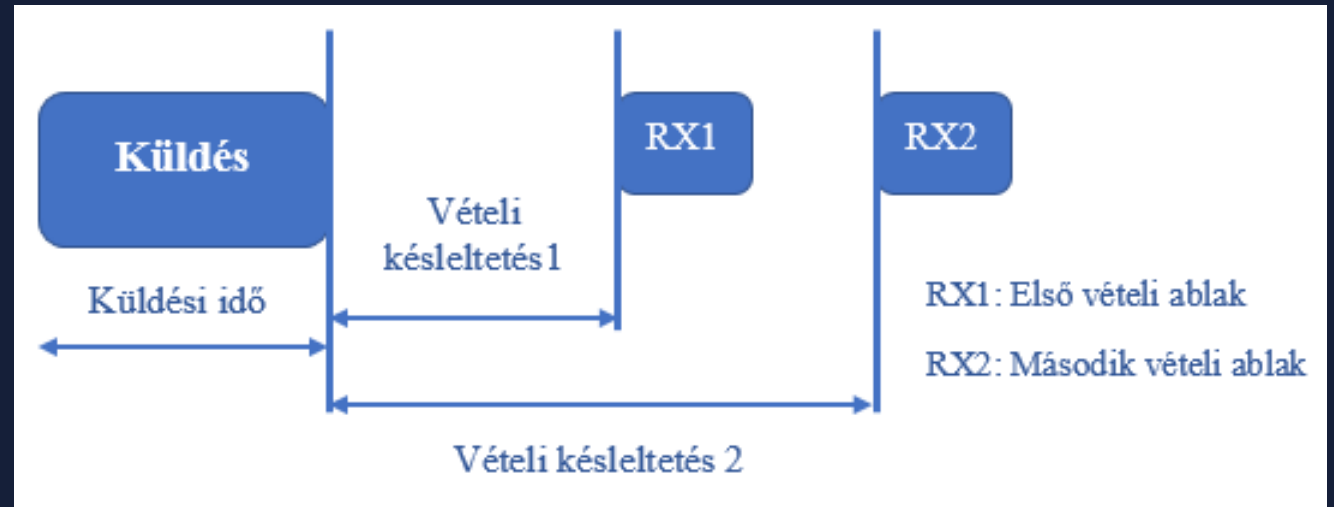 Küldés
RX1
RX2
Vételi
késleltetés1
Küldési idő
RX1: Első vételi ablak
RX2: Második vételi ablak
Vételi késleltetés 2